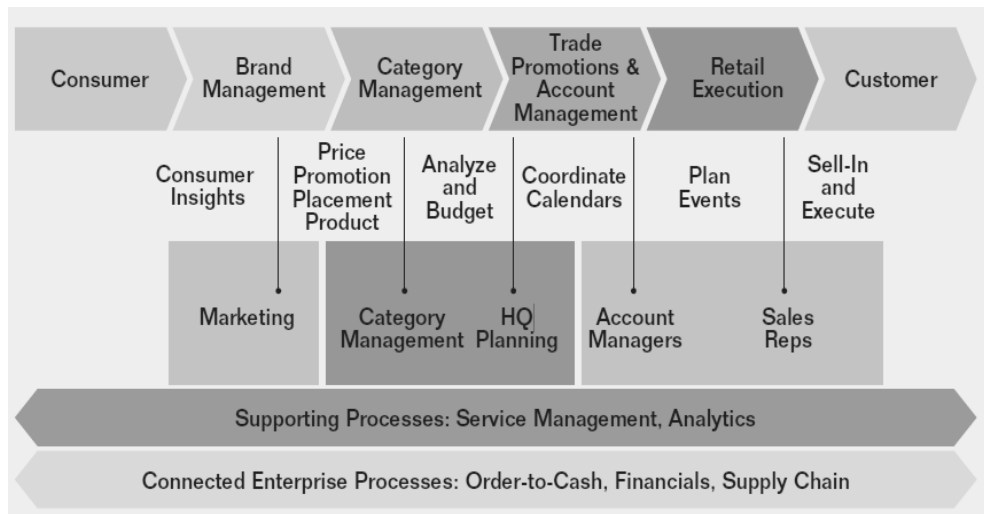 Consumer
Brand
Management
Category
Management
Trade
Promotions &
Account
Management
Retail
Execution
Customer
Consumer
Insights
Price
Promotion
Placement
Product
Analyze
and
Budget
Coordinate
Calendars
Plan
Events
Sell-In
and
Execute
Marketing
Category
Management
HQ
Planning
Account
Managers
Sales
Reps
Supporting Processes: Service Management, Analytics
Connected Enterprise Processes: Order-to-Cash, Financials, Supply Chain